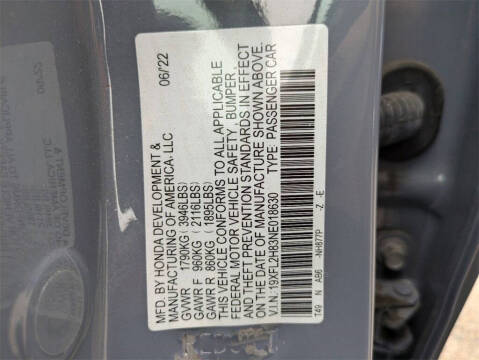 MFD. BY HONDA DEVELOPMENT &
MANUFACTURING OF AMERICA, LLC 06/22
GVWR 1790KG (3946LBS)
GAWR F 960KG (2116LBS)
GAWR R 860KG (1895LBS)
THIS VEHICLE CONFORMS TO ALL APPLICABLE
FEDERAL MOTOR VEHICLE SAFETY, BUMPER,
AND THEFT PREVENTION STANDARDS IN EFFECT
ON THE DATE OF MANUFACTURE SHOWN ABOVE.
V.I.N.: 19XFL2H83NE018630 TYPE: PASSENGER CAR
T49 N AB6 -NH877P -Z -E